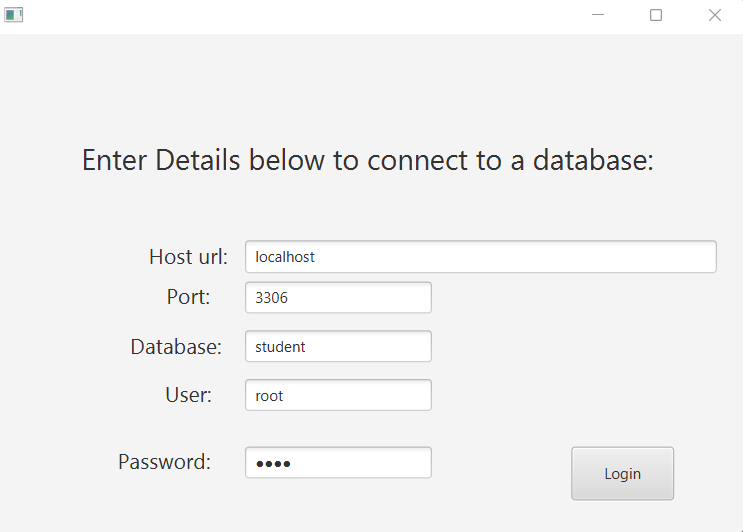 Enter Details below to connect to a database:
Host url: localhost
Port: 3306
Database: student
User: root
Password: ●●●●
Login